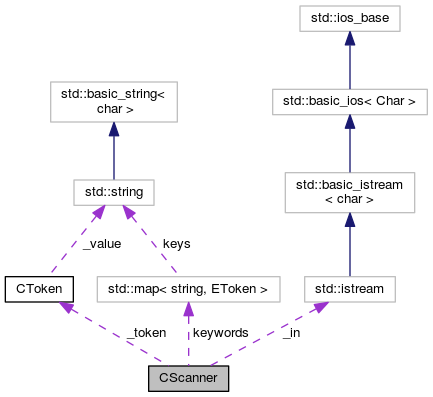 std::ios_base
std::basic_string<
char >
std::basic_ios< Char >
std::string
std::basic_istream
< char >
_value
keys
CToken
std::map< string, EToken >
std::istream
_token
keywords
_in
CScanner